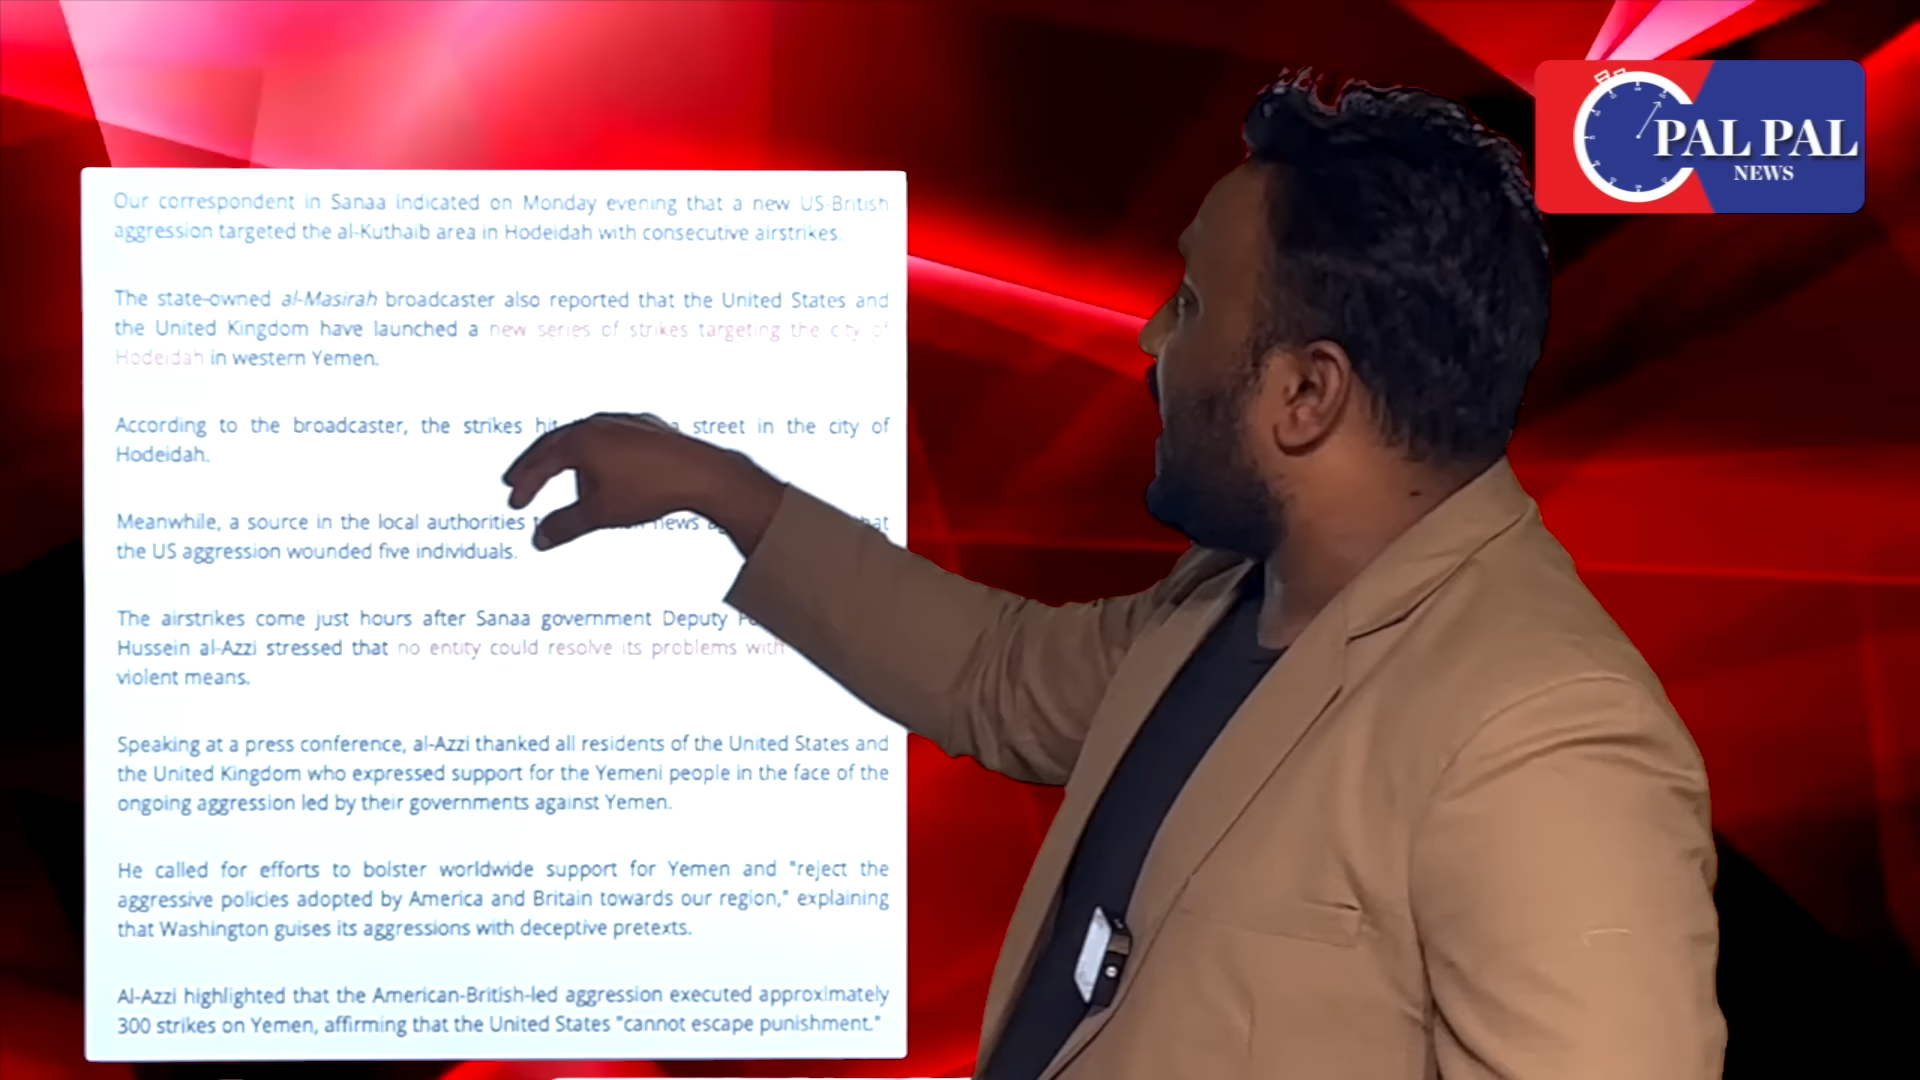 PAL PAL
NEWS
Our correspondent in Sanaa indicated on Monday evening that a new US-British
aggression targeted the al-Kuthaib area in Hodeidah with consecutive airstrikes.
The state-owned al-Masirah broadcaster also reported that the United States and
the United Kingdom have launched a new series of strikes targeting the city of
Hodeidah in western Yemen.
According to the broadcaster, the strikes hit street in the city of
Hodeidah.
Meanwhile, a source in the local authorities news
the US aggression wounded five individuals.
The airstrikes come just hours after Sanaa government Deputy
Hussein al-Azzi stressed that no entity could resolve its problems with
violent means.
Speaking at a press conference, al-Azzi thanked all residents of the United States and
the United Kingdom who expressed support for the Yemeni people in the face of the
ongoing aggression led by their governments against Yemen.
He called for efforts to bolster worldwide support for Yemen and "reject the
aggressive policies adopted by America and Britain towards our region," explaining
that Washington guises its aggressions with deceptive pretexts.
Al-Azzi highlighted that the American-British-led aggression executed approximately
300 strikes on Yemen, affirming that the United States "cannot escape punishment."